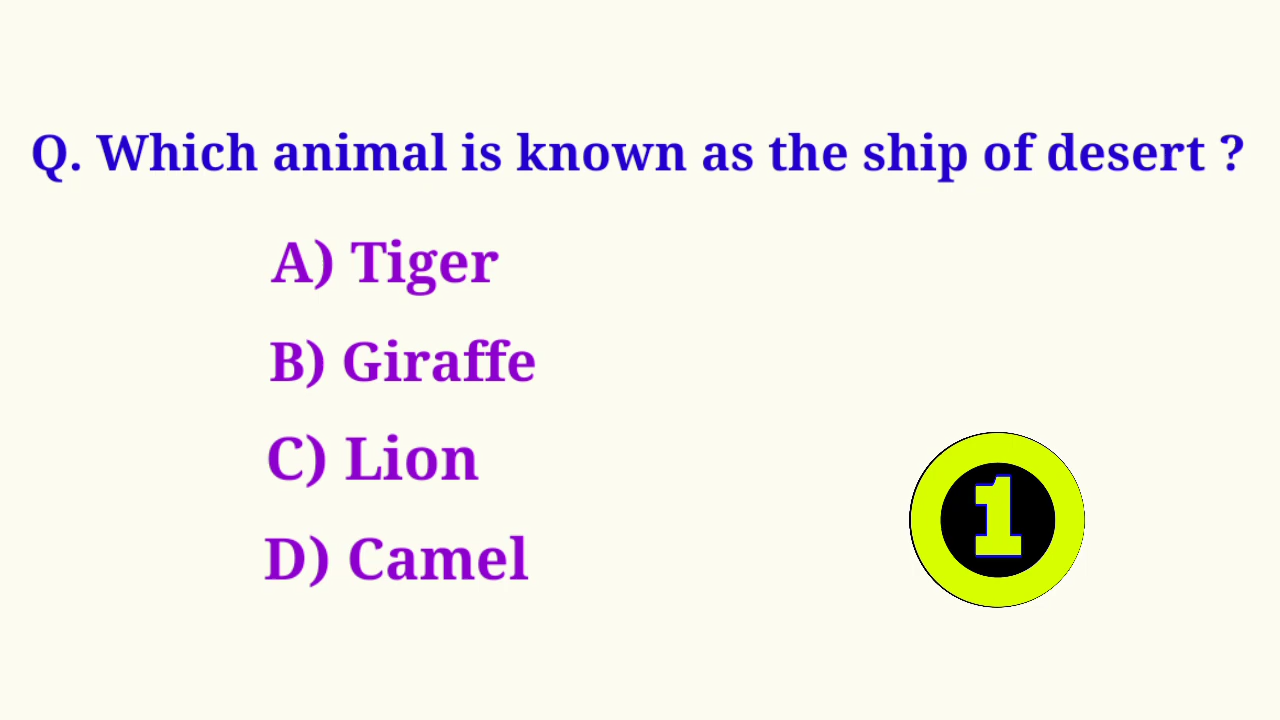 Q. Which animal is known as the ship of desert ?
A) Tiger
B) Giraffe
C) Lion
D) Camel
1